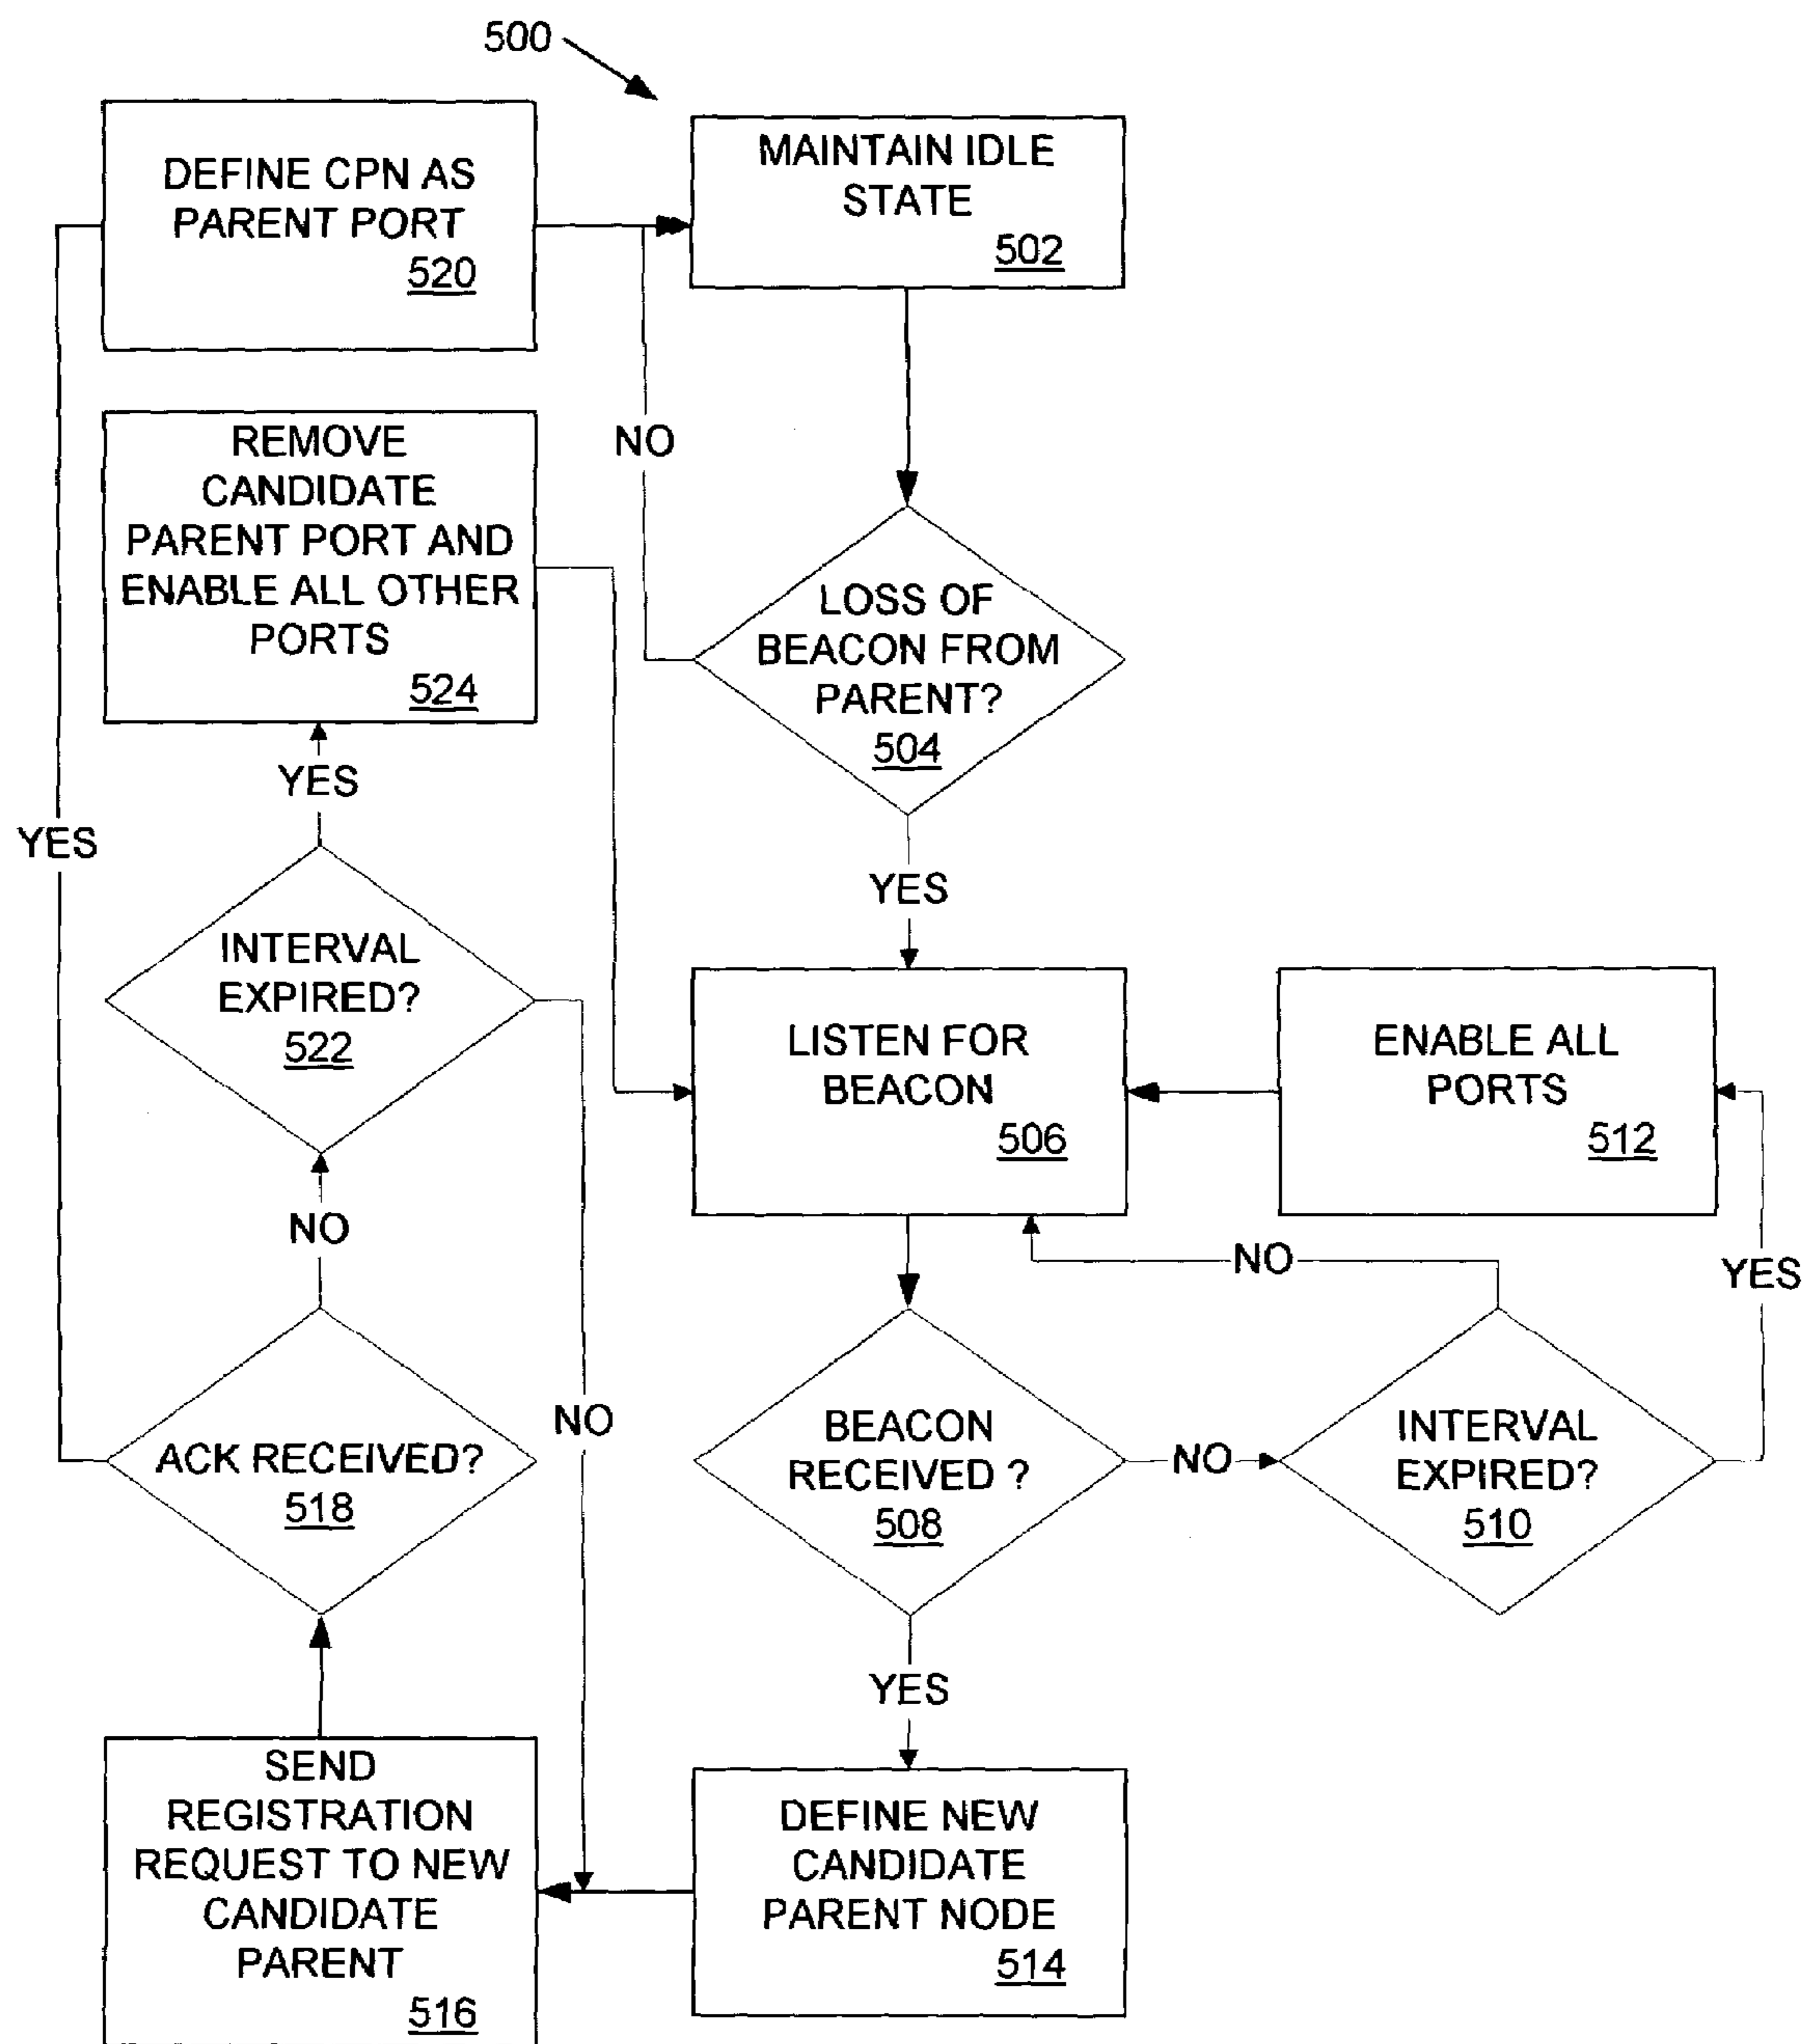 500
DEFINE CPN AS
PARENT PORT
520
MAINTAIN IDLE
STATE
502
REMOVE
CANDIDATE
PARENT PORT AND
ENABLE ALL OTHER
PORTS
524
NO
LOSS OF
BEACON FROM
PARENT?
504
YES
YES
YES
INTERVAL
EXPIRED?
522
LISTEN FOR
BEACON
506
ENABLE ALL
PORTS
512
NO
NO
YES
ACK RECEIVED?
518
NO
BEACON
RECEIVED ?
508
NO
INTERVAL
EXPIRED?
510
YES
SEND
REGISTRATION
REQUEST TO NEW
CANDIDATE
PARENT
516
DEFINE NEW
CANDIDATE
PARENT NODE
514